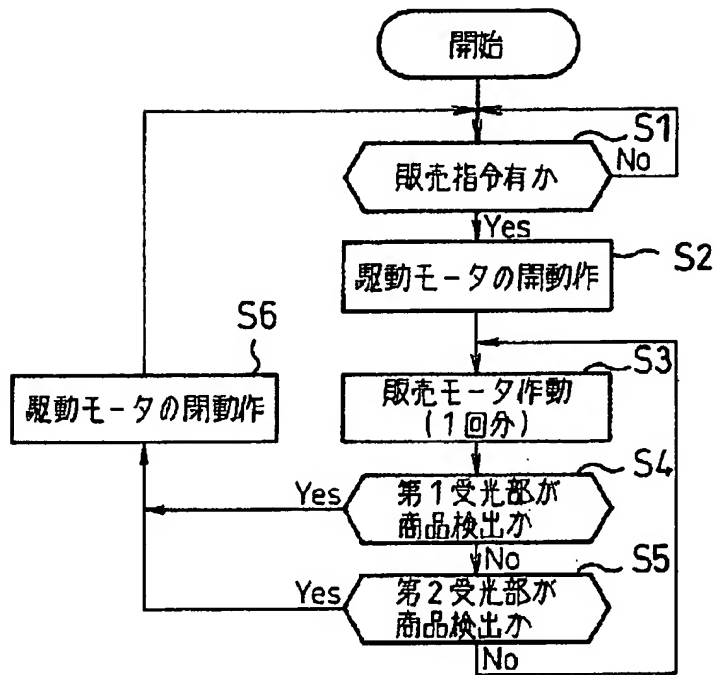 開始
S1
販売指令有か
No
Yes
S2
駆動モータの開動作
S6
駆動モータの閉動作
S3
販売モータ作動
(1回分)
S4
Yes
第1受光部が
商品検出か
No
S5
Yes
第2受光部が
商品検出か
No